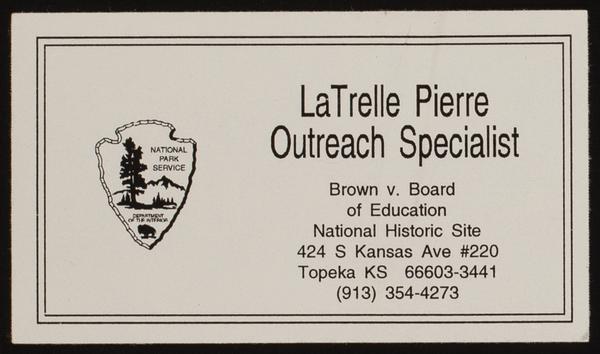 NATIONAL
PARK
SERVICE
DEPARTMENT
OF THE INTERIOR
LaTrelle Pierre
Outreach Specialist
Brown v. Board
of Education
National Historic Site
424 S Kansas Ave #220
Topeka KS 66603-3441
(913) 354-4273